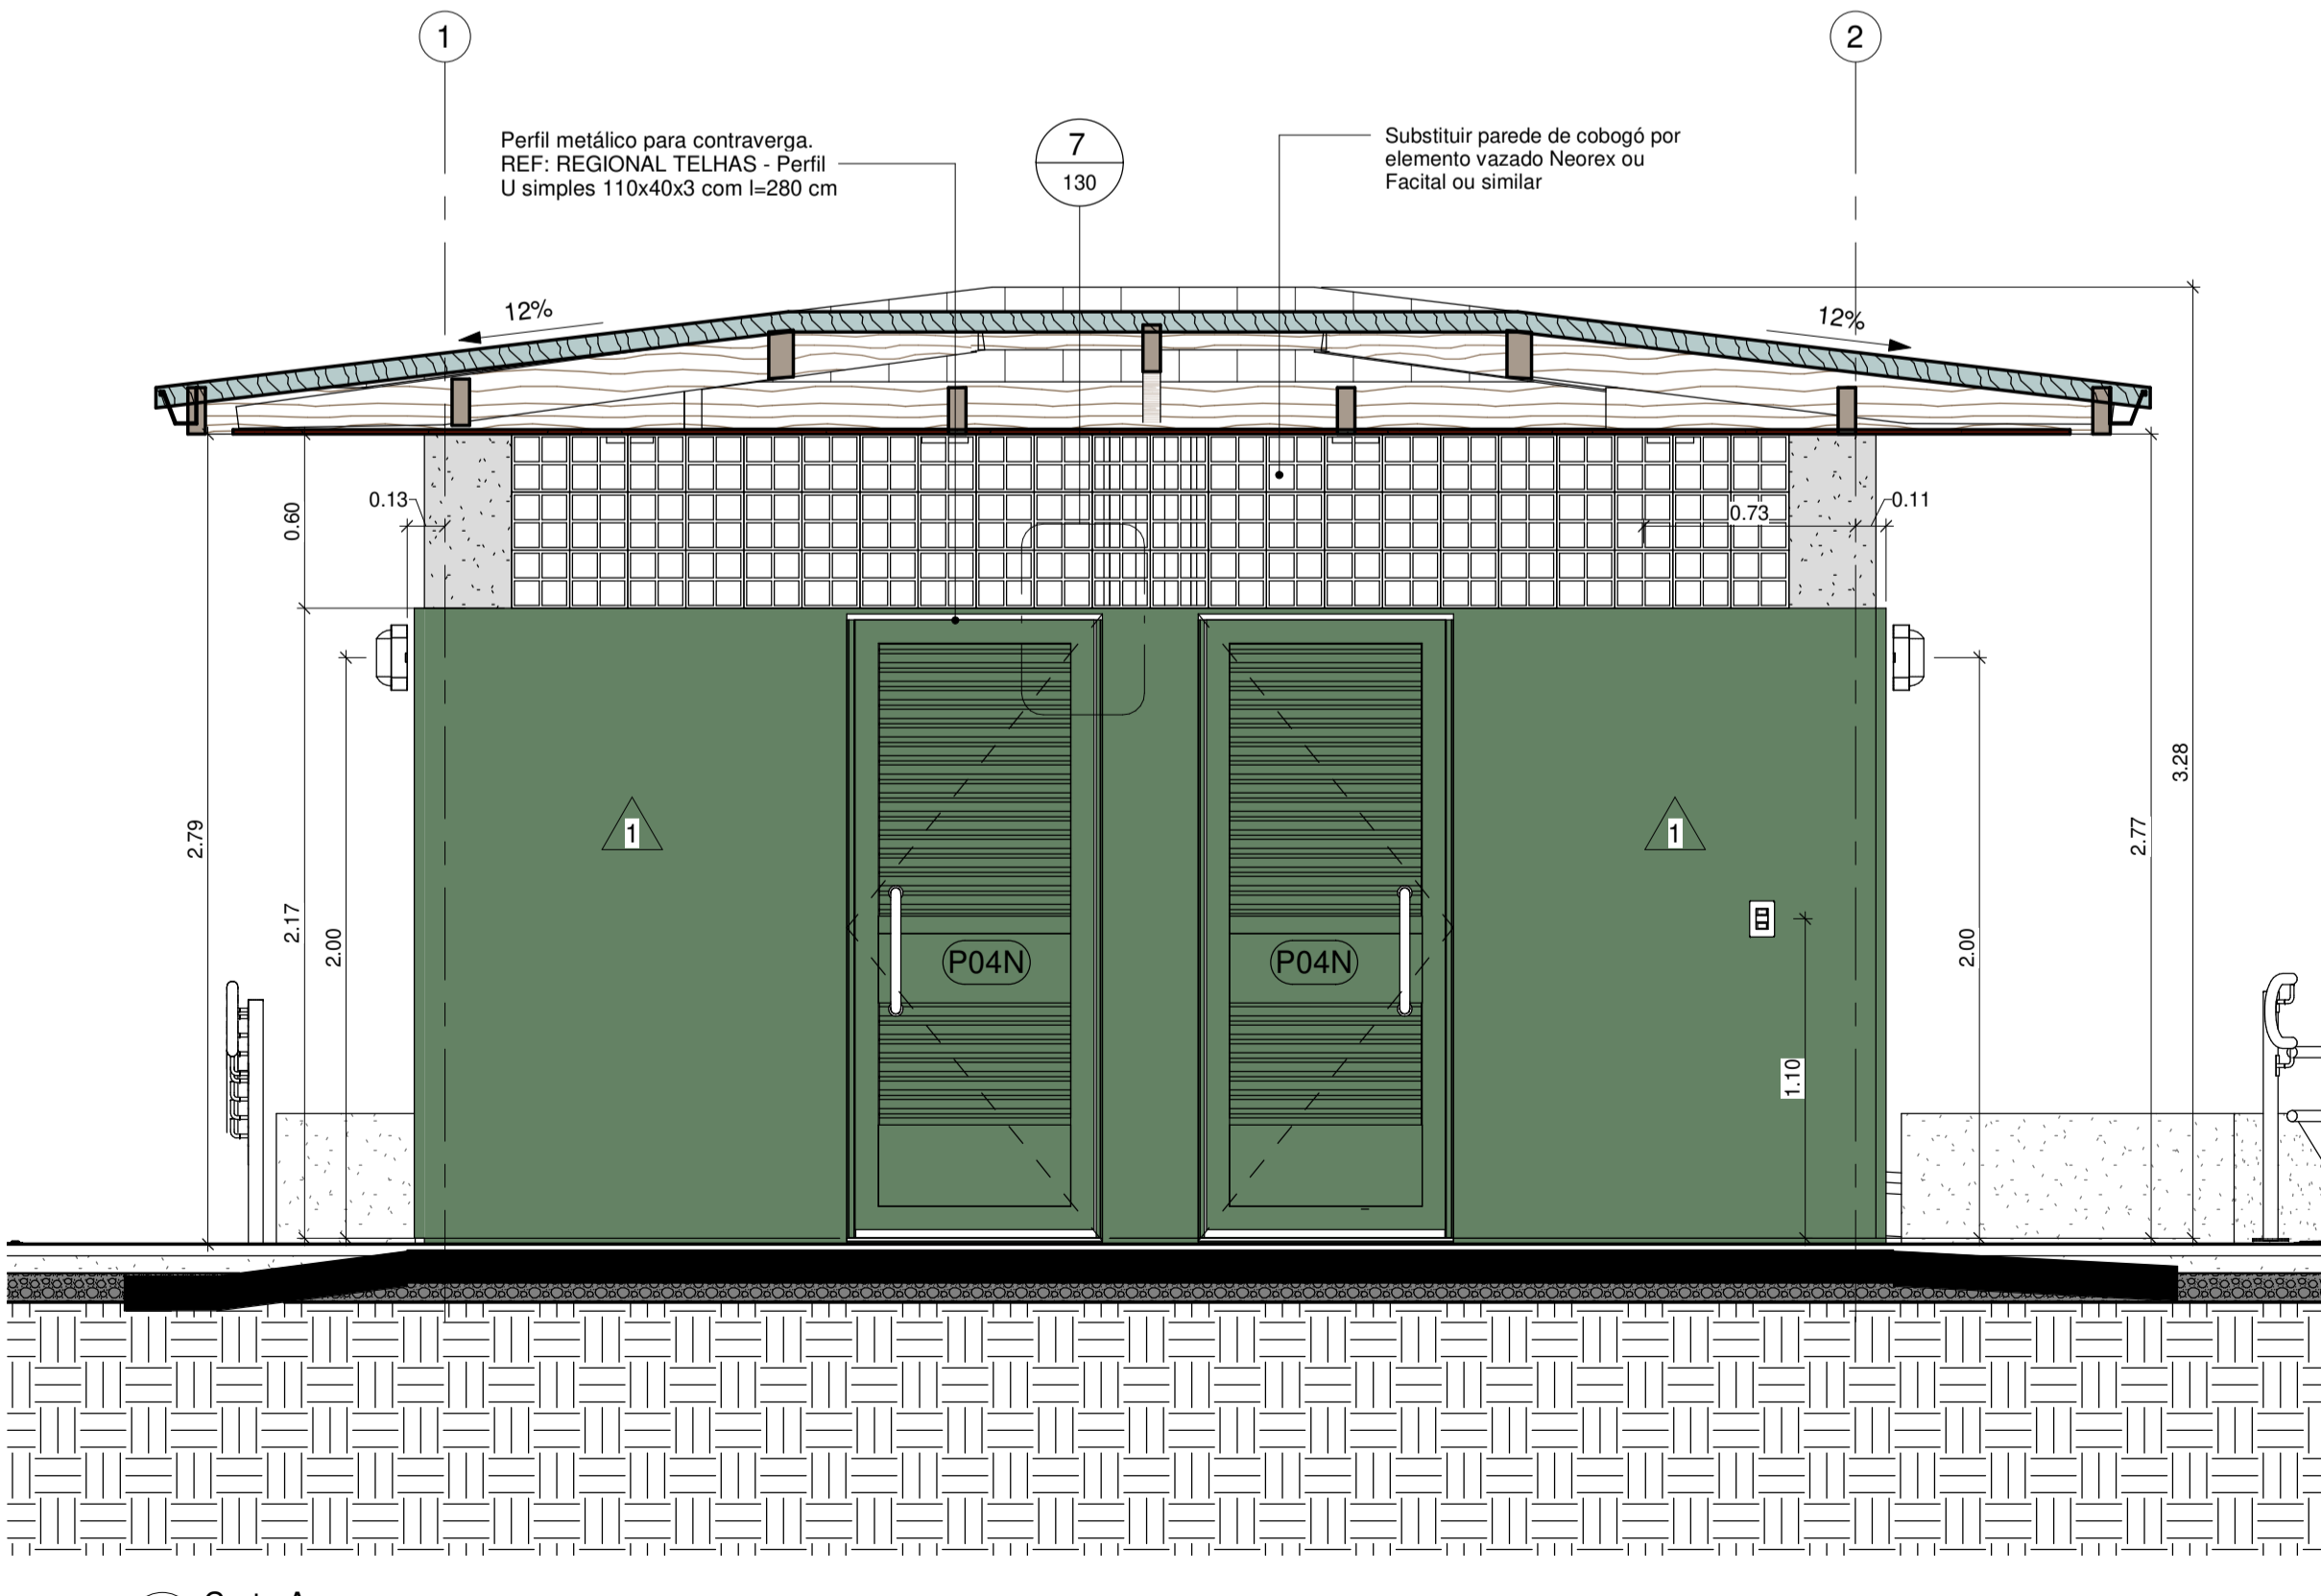 1
2
Perfil metálico para contraverga.
REF: REGIONAL TELHAS - Perfil
U simples 110x40x3 com l=280 cm
7
130
Substituir parede de cobogó por
elemento vazado Neorex ou
Facital ou similar
12%
12%
0.13
0.60
0.73
0.11
2.79
2.17
2.00
1
1
3.28
2.77
2.00
P04N
P04N
1.10